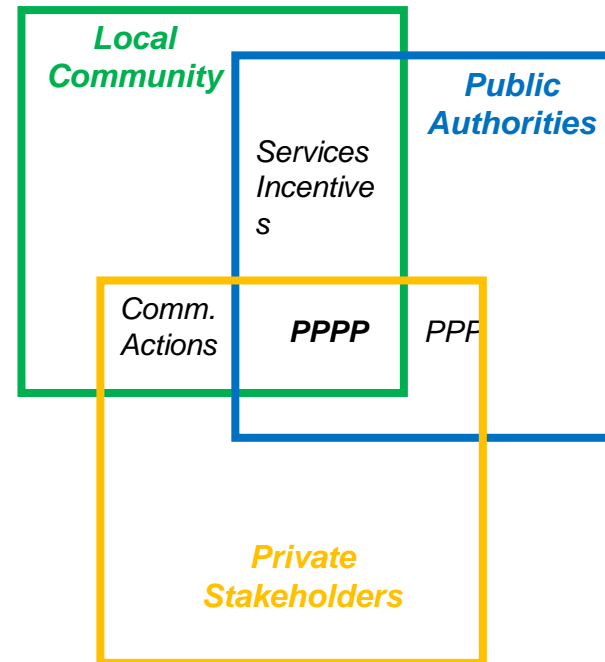 Local
Community
Public
Authorities
Services
Incentive
s
Comm.
Actions
PPPP
PPP
Private
Stakeholders